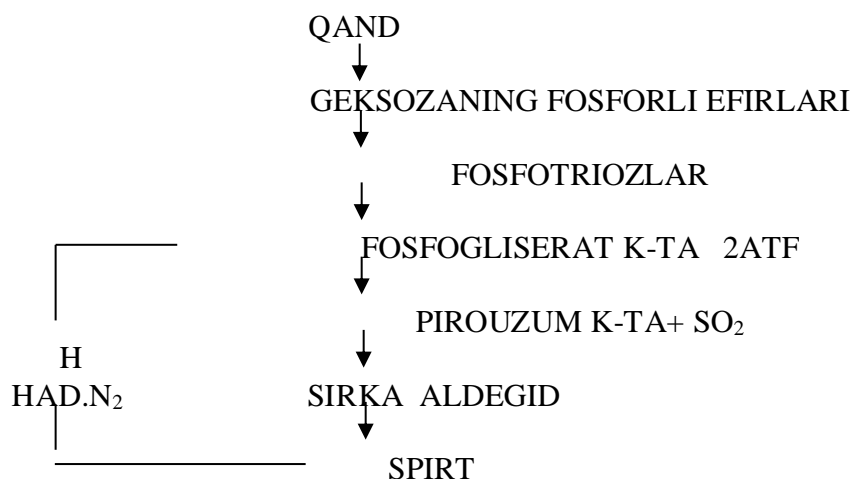 QAND
GEKSOZANING FOSFORLI EFIRLARI
FOSFOTRIOZLAR
FOSFOGLISERAT K-TA 2ATF
PIROUZUM K-TA+ SO₂
H
HAD.N₂ SIRKA ALDEGID
SPIRT